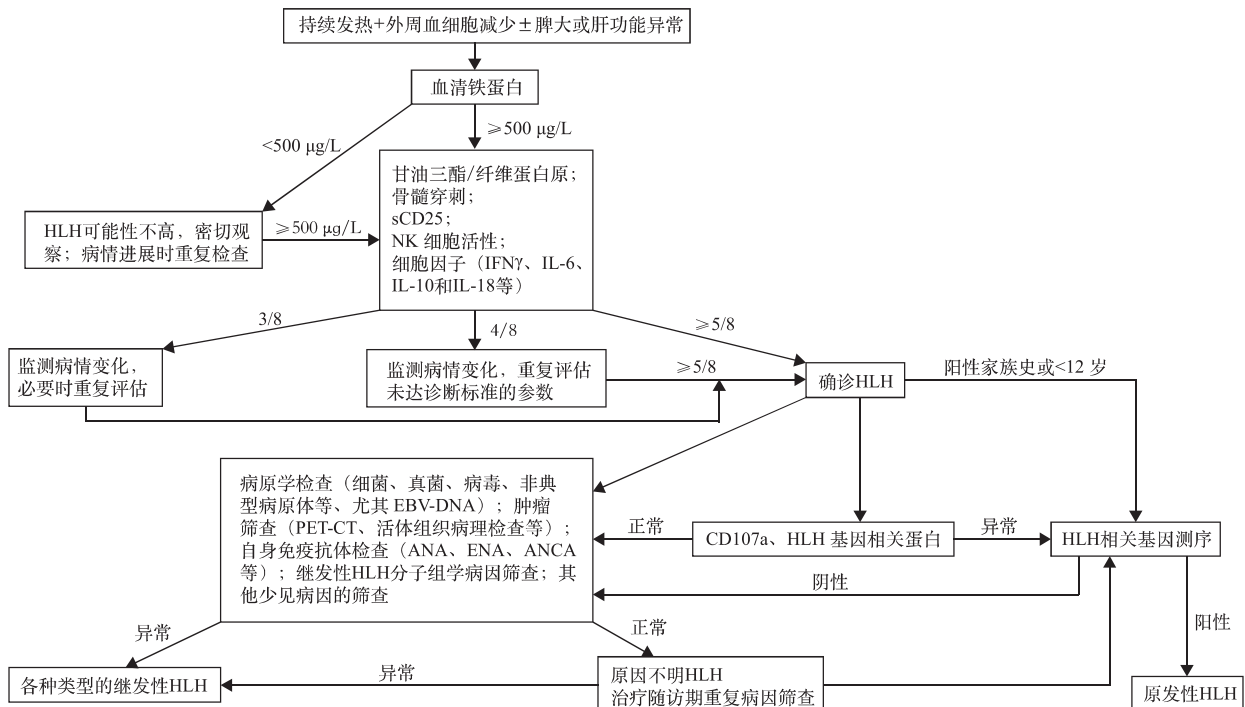 持续发热+外周血细胞减少±脾大或肝功能异常
血清铁蛋白
<500 μg/L
≥500 μg/L
甘油三酯/纤维蛋白原；
骨髓穿刺；
sCD25；
NK 细胞活性；
细胞因子（IFNγ、IL-6、
IL-10和IL-18等）
HLH可能性不高，密切观
察；病情进展时重复检查
≥500 μg/L
3/8
4/8
≥5/8
监测病情变化，
必要时重复评估
监测病情变化，重复评估
未达诊断标准的参数
≥5/8
确诊HLH
阳性家族史或<12 岁
病原学检查（细菌、真菌、病毒、非典
型病原体等、尤其 EBV-DNA）；肿瘤
筛查（PET-CT、活体组织病理检查等）；
自身免疫抗体检查（ANA、ENA、ANCA
等）；继发性HLH分子组学病因筛查；其
他少见病因的筛查
正常
CD107a、HLH 基因相关蛋白
异常
HLH相关基因测序
阴性
阳性
异常
正常
各种类型的继发性HLH
异常
原因不明HLH
治疗随访期重复病因筛查
原发性HLH